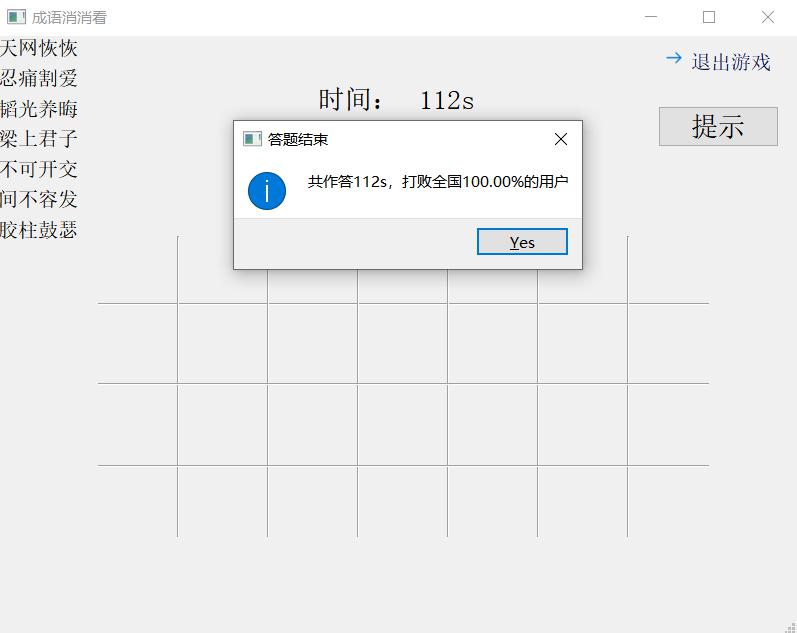 成语消消看
天网恢恢
忍痛割爱
韬光养晦
梁上君子
不可开交
间不容发
胶柱鼓瑟
退出游戏
时间： 112s
提示
答题结束
共作答112s，打败全国100.00%的用户
Yes